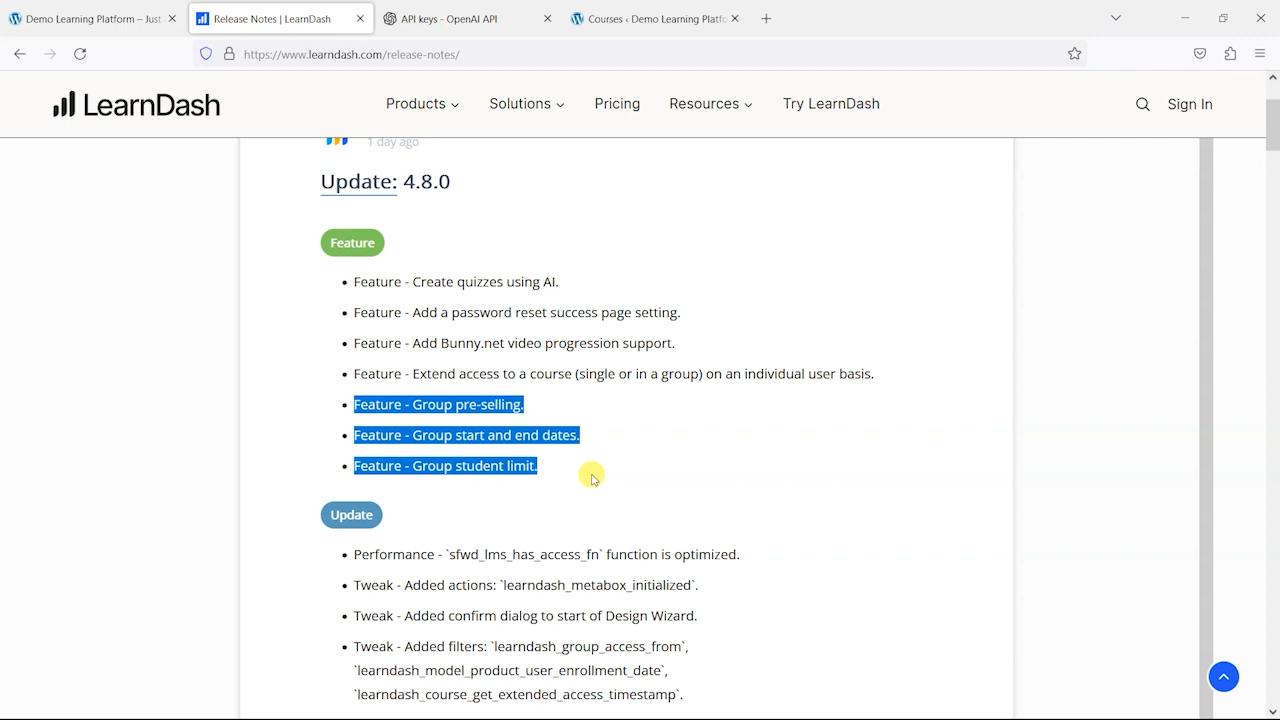 Demo Learning Platform – Just
Release Notes | LearnDash
API keys - OpenAI API
Courses ‹ Demo Learning Platfo
https://www.learndash.com/release-notes/
LearnDash
Products
Solutions
Pricing
Resources
Try LearnDash
Sign In
1 day ago
Update: 4.8.0
Feature
• Feature - Create quizzes using AI.
• Feature - Add a password reset success page setting.
• Feature - Add Bunny.net video progression support.
• Feature - Extend access to a course (single or in a group) on an individual user basis.
• Feature - Group pre-selling.
• Feature - Group start and end dates.
• Feature - Group student limit.
Update
• Performance - `sfwd_lms_has_access_fn` function is optimized.
• Tweak - Added actions: `learndash_metabox_initialized`.
• Tweak - Added confirm dialog to start of Design Wizard.
• Tweak - Added filters: `learndash_group_access_from`,
`learndash_model_product_user_enrollment_date`,
`learndash_course_get_extended_access_timestamp`.